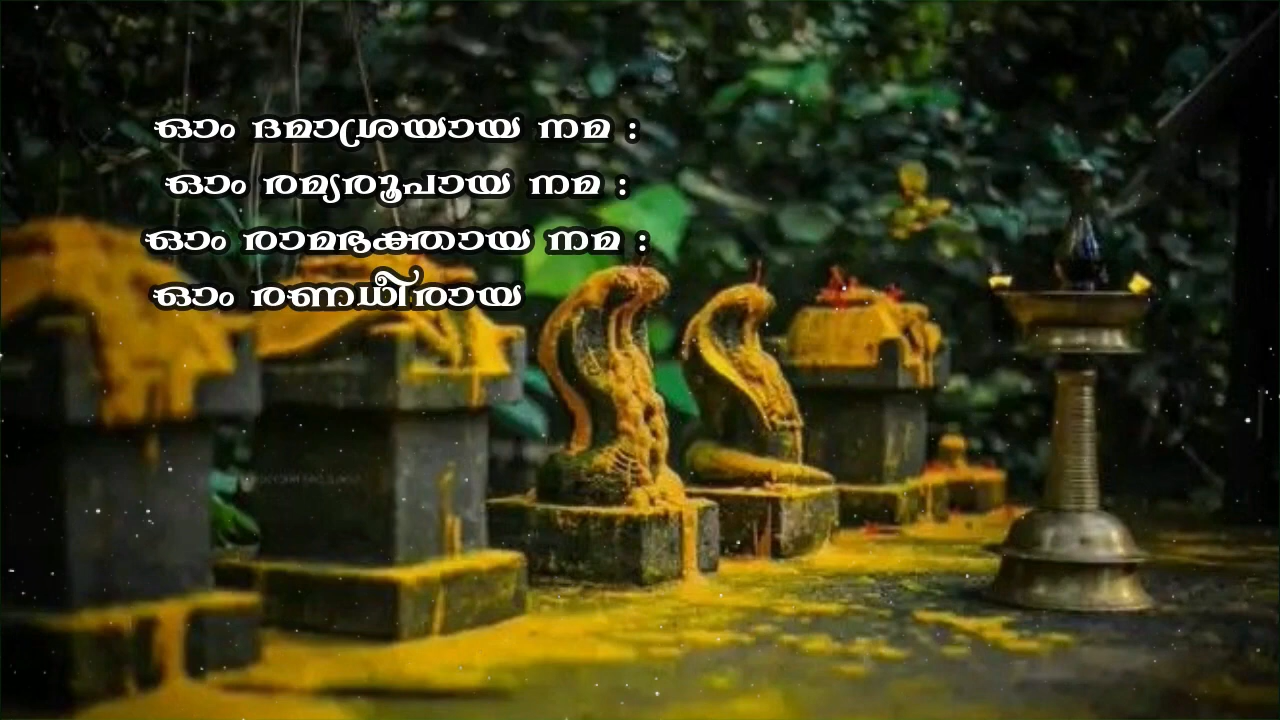 ഓം ദമാശ്രയായ നമ :
ഓം രമ്യരൂപായ നമ :
ഓം രാമഭക്തായ നമ :
ഓം രണധീരായ